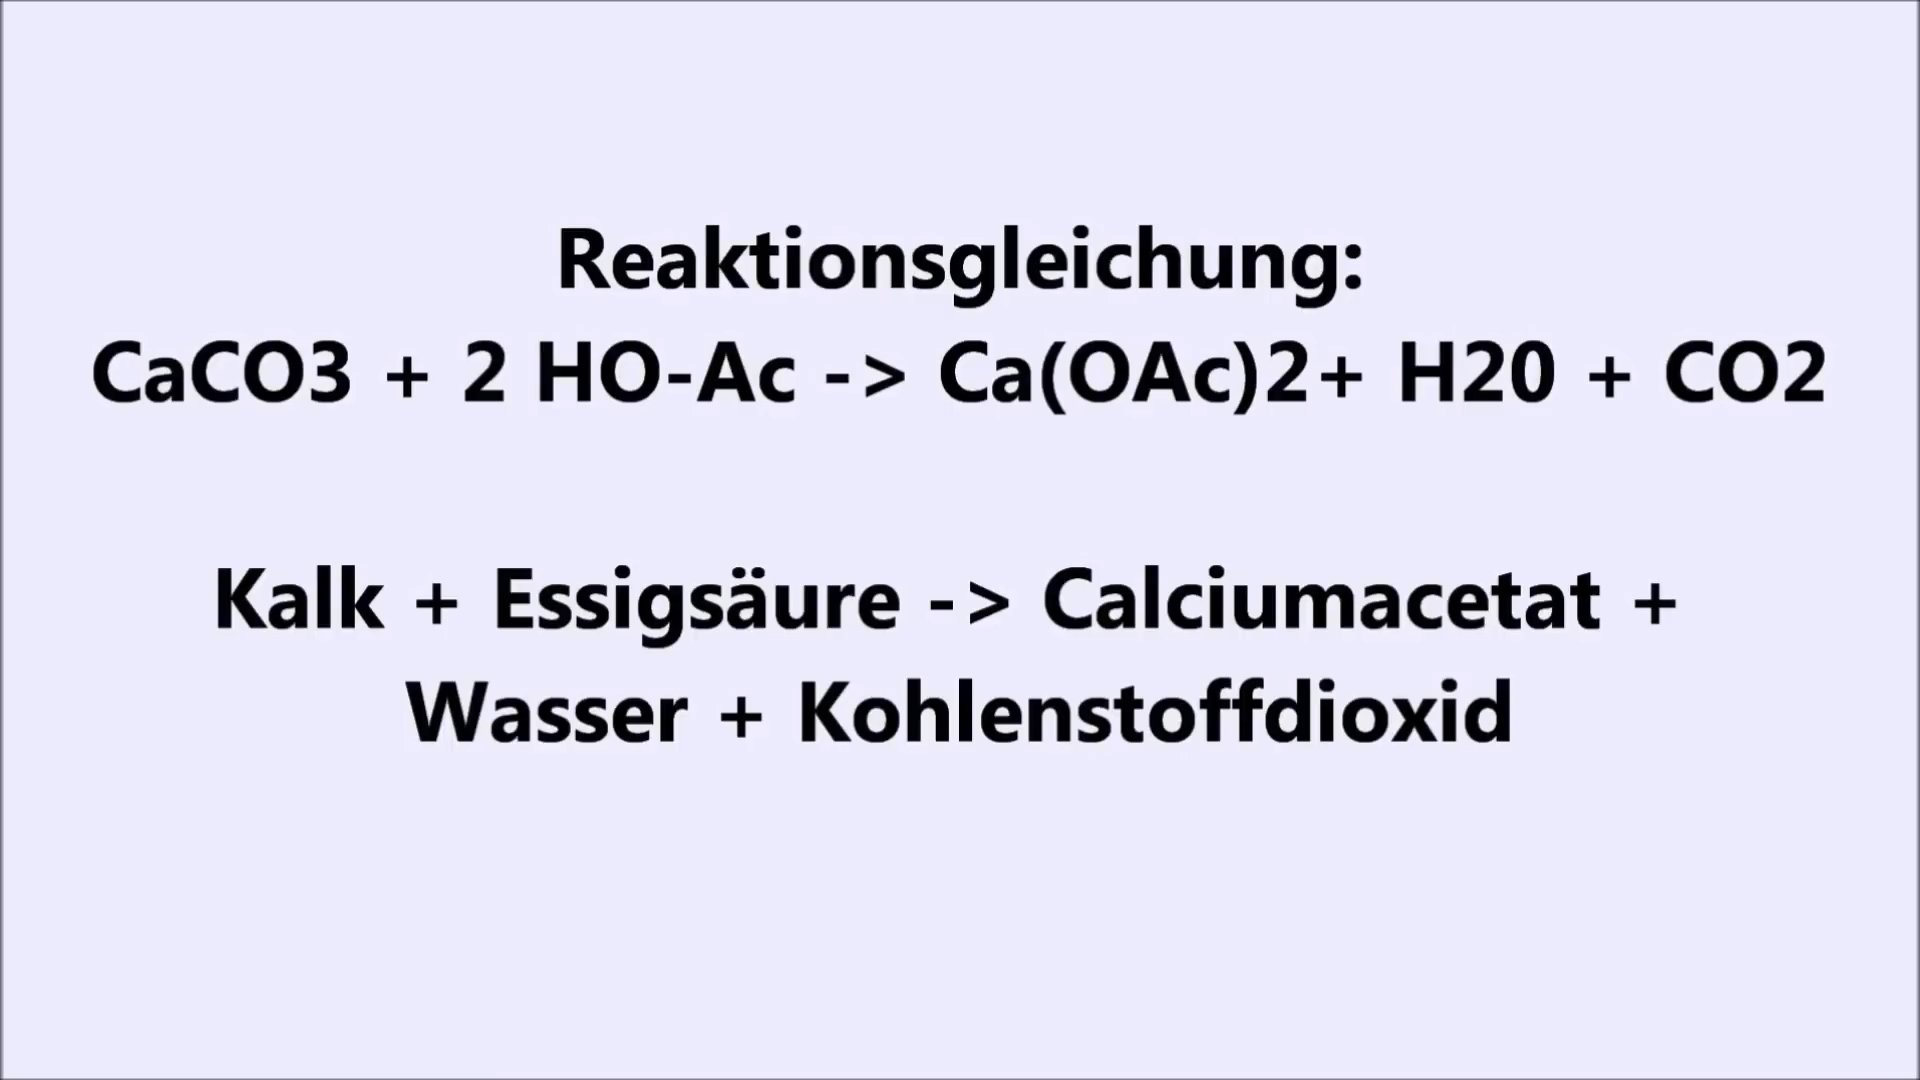 Reaktionsgleichung:
CaCO3 + 2 HO-Ac -> Ca(OAc)2+ H20 + CO2
Kalk + Essigsäure -> Calciumacetat +
Wasser + Kohlenstoffdioxid